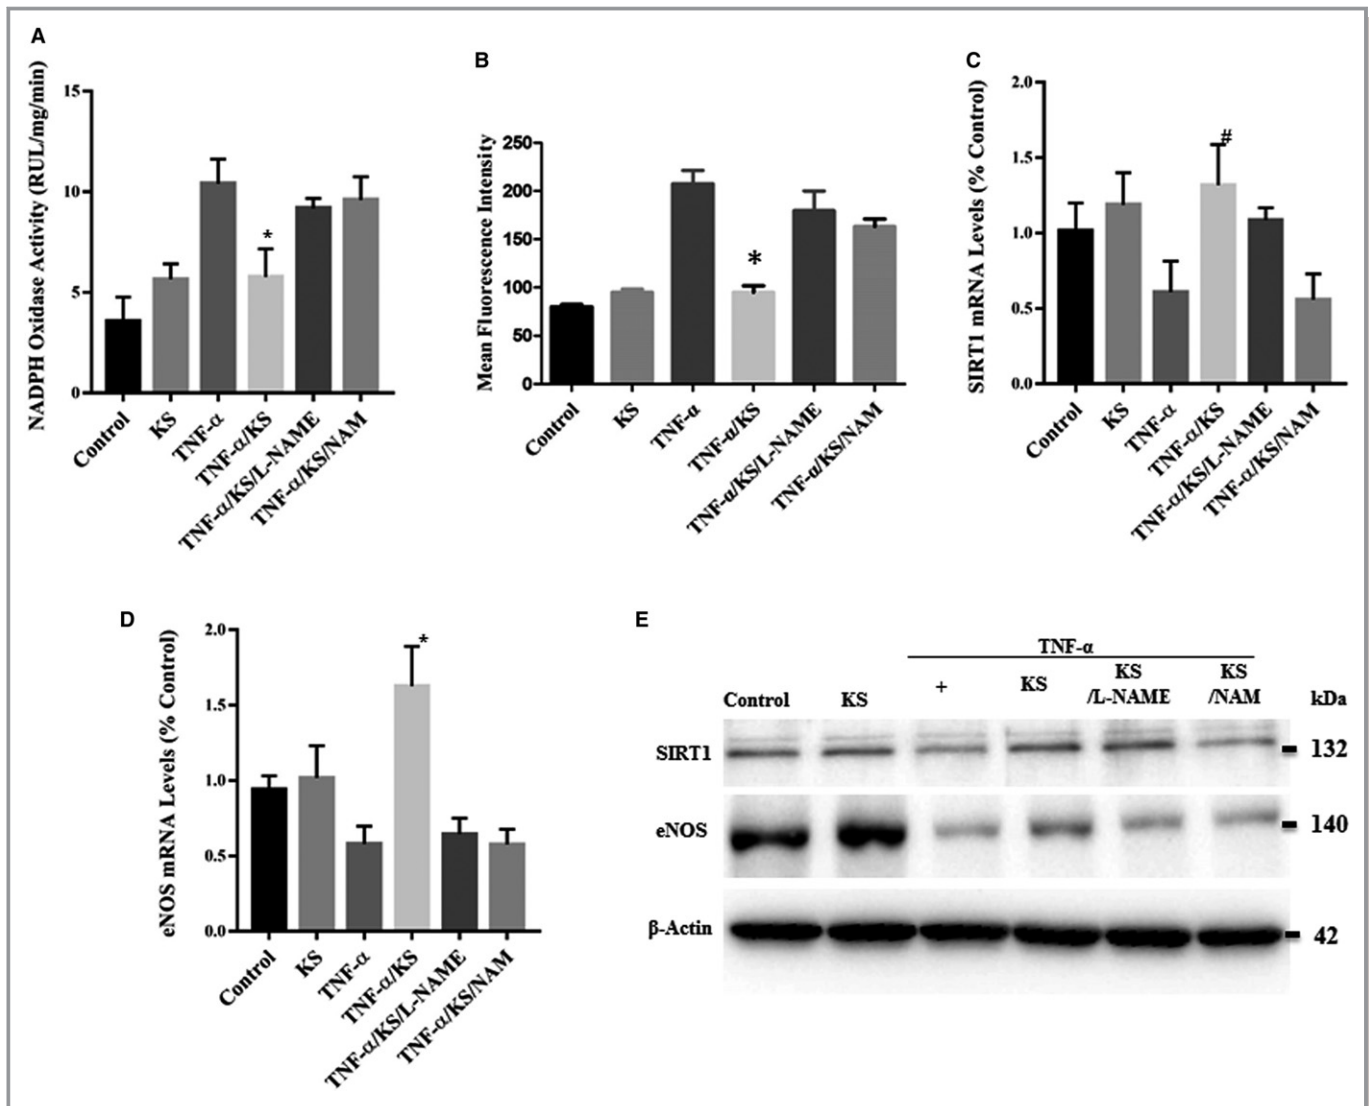 A
NADPH Oxidase Activity (RUL/mg/min)
15
10
5
0
*
Control
KS
TNF-α
TNF-α/KS
TNF-α/KS/L-NAME
TNF-α/KS/NAM
B
Mean Fluorescence Intensity
250
200
150
100
50
0
*
Control
KS
TNF-α
TNF-α/KS
TNF-α/KS/L-NAME
TNF-α/KS/NAM
C
SIRT1 mRNA Levels (% Control)
2.0
1.5
1.0
0.5
0.0
#
Control
KS
TNF-α
TNF-α/KS
TNF-α/KS/L-NAME
TNF-α/KS/NAM
D
eNOS mRNA Levels (% Control)
2.0
1.5
1.0
0.5
0.0
*
Control
KS
TNF-α
TNF-α/KS
TNF-α/KS/L-NAME
TNF-α/KS/NAM
E
TNF-α
Control
KS
+
KS
KS
/L-NAME
KS
/NAM
kDa
SIRT1
132
eNOS
140
β-Actin
42